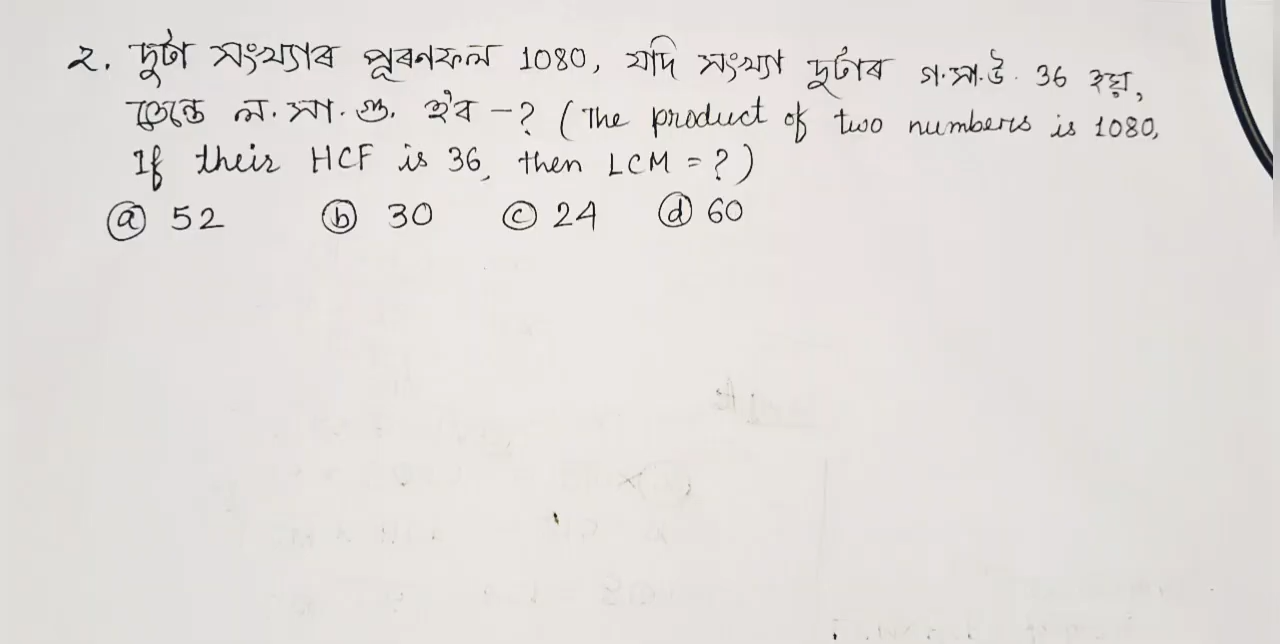 ২. দুটা সংখ্যাৰ পূৰণফল 1080, যদি সংখ্যা দুটাৰ গ.সা.উ. 36 হয়,
তেন্তে ল.সা.গু. হ'ব -? (The product of two numbers is 1080,
If their HCF is 36, then LCM = ?)
ⓐ 52 ⓑ 30 ⓒ 24 ⓓ 60